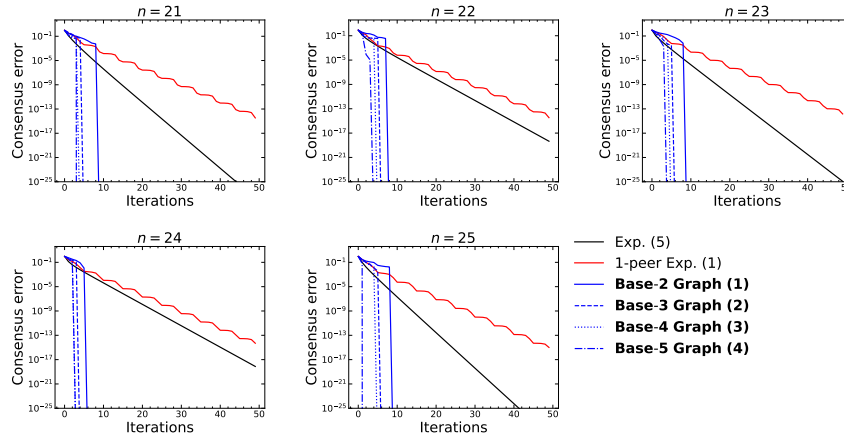 n = 21
n = 22
n = 23
Consensus error
10⁻¹
10⁻⁵
10⁻⁹
10⁻¹³
10⁻¹⁷
10⁻²¹
10⁻²⁵
0 10 20 30 40 50
Iterations
Consensus error
10⁻¹
10⁻⁵
10⁻⁹
10⁻¹³
10⁻¹⁷
10⁻²¹
10⁻²⁵
0 10 20 30 40 50
Iterations
Consensus error
10⁻¹
10⁻⁵
10⁻⁹
10⁻¹³
10⁻¹⁷
10⁻²¹
10⁻²⁵
0 10 20 30 40 50
Iterations
n = 24
n = 25
Consensus error
10⁻¹
10⁻⁵
10⁻⁹
10⁻¹³
10⁻¹⁷
10⁻²¹
10⁻²⁵
0 10 20 30 40 50
Iterations
Consensus error
10⁻¹
10⁻⁵
10⁻⁹
10⁻¹³
10⁻¹⁷
10⁻²¹
10⁻²⁵
0 10 20 30 40 50
Iterations
Exp. (5)
1-peer Exp. (1)
Base-2 Graph (1)
Base-3 Graph (2)
Base-4 Graph (3)
Base-5 Graph (4)